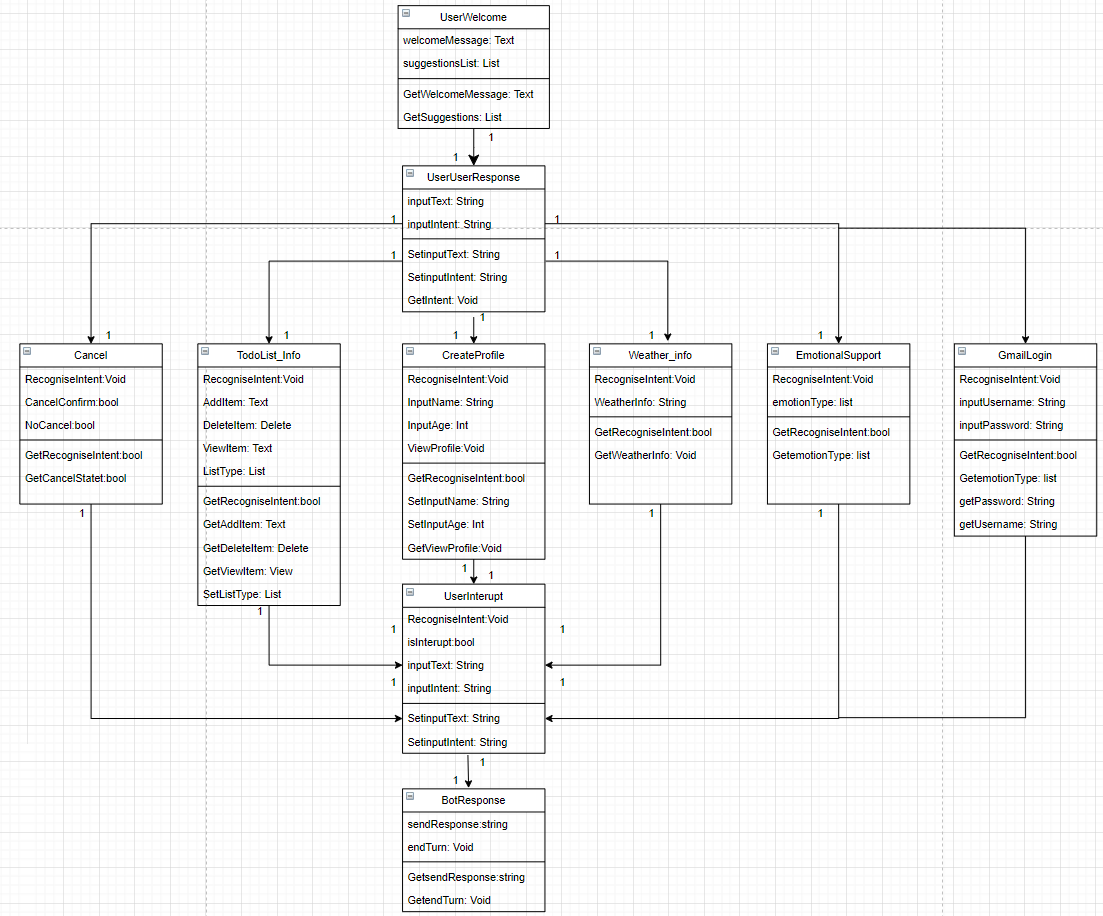 UserWelcome
welcomeMessage: Text
suggestionsList: List
GetWelcomeMessage: Text
GetSuggestions: List
1
1
UserUserResponse
inputText: String
inputIntent: String
SetinputText: String
SetinputIntent: String
GetIntent: Void
1
1
1
1
1
1
1
1
1
1
Cancel
RecogniseIntent:Void
CancelConfirm:bool
NoCancel:bool
GetRecogniseIntent:bool
GetCancelStatet:bool
1
TodoList_Info
RecogniseIntent:Void
AddItem: Text
DeleteItem: Delete
ViewItem: Text
ListType: List
GetRecogniseIntent:bool
GetAddItem: Text
GetDeleteItem: Delete
GetViewItem: View
SetListType: List
1
CreateProfile
RecogniseIntent:Void
InputName: String
InputAge: Int
ViewProfile:Void
GetRecogniseIntent:bool
SetInputName: String
SetInputAge: Int
GetViewProfile:Void
1
1
Weather_info
RecogniseIntent:Void
WeatherInfo: String
GetRecogniseIntent:bool
GetWeatherInfo: Void
1
EmotionalSupport
RecogniseIntent:Void
emotionType: list
GetRecogniseIntent:bool
GetemotionType: list
1
GmailLogin
RecogniseIntent:Void
inputUsername: String
inputPassword: String
GetRecogniseIntent:bool
GetemotionType: list
getPassword: String
getUsername: String
UserInterupt
RecogniseIntent:Void
isInterupt:bool
inputText: String
inputIntent: String
SetinputText: String
SetinputIntent: String
1
1
1
1
1
1
BotResponse
sendResponse:string
endTurn: Void
GetsendResponse:string
GetendTurn: Void